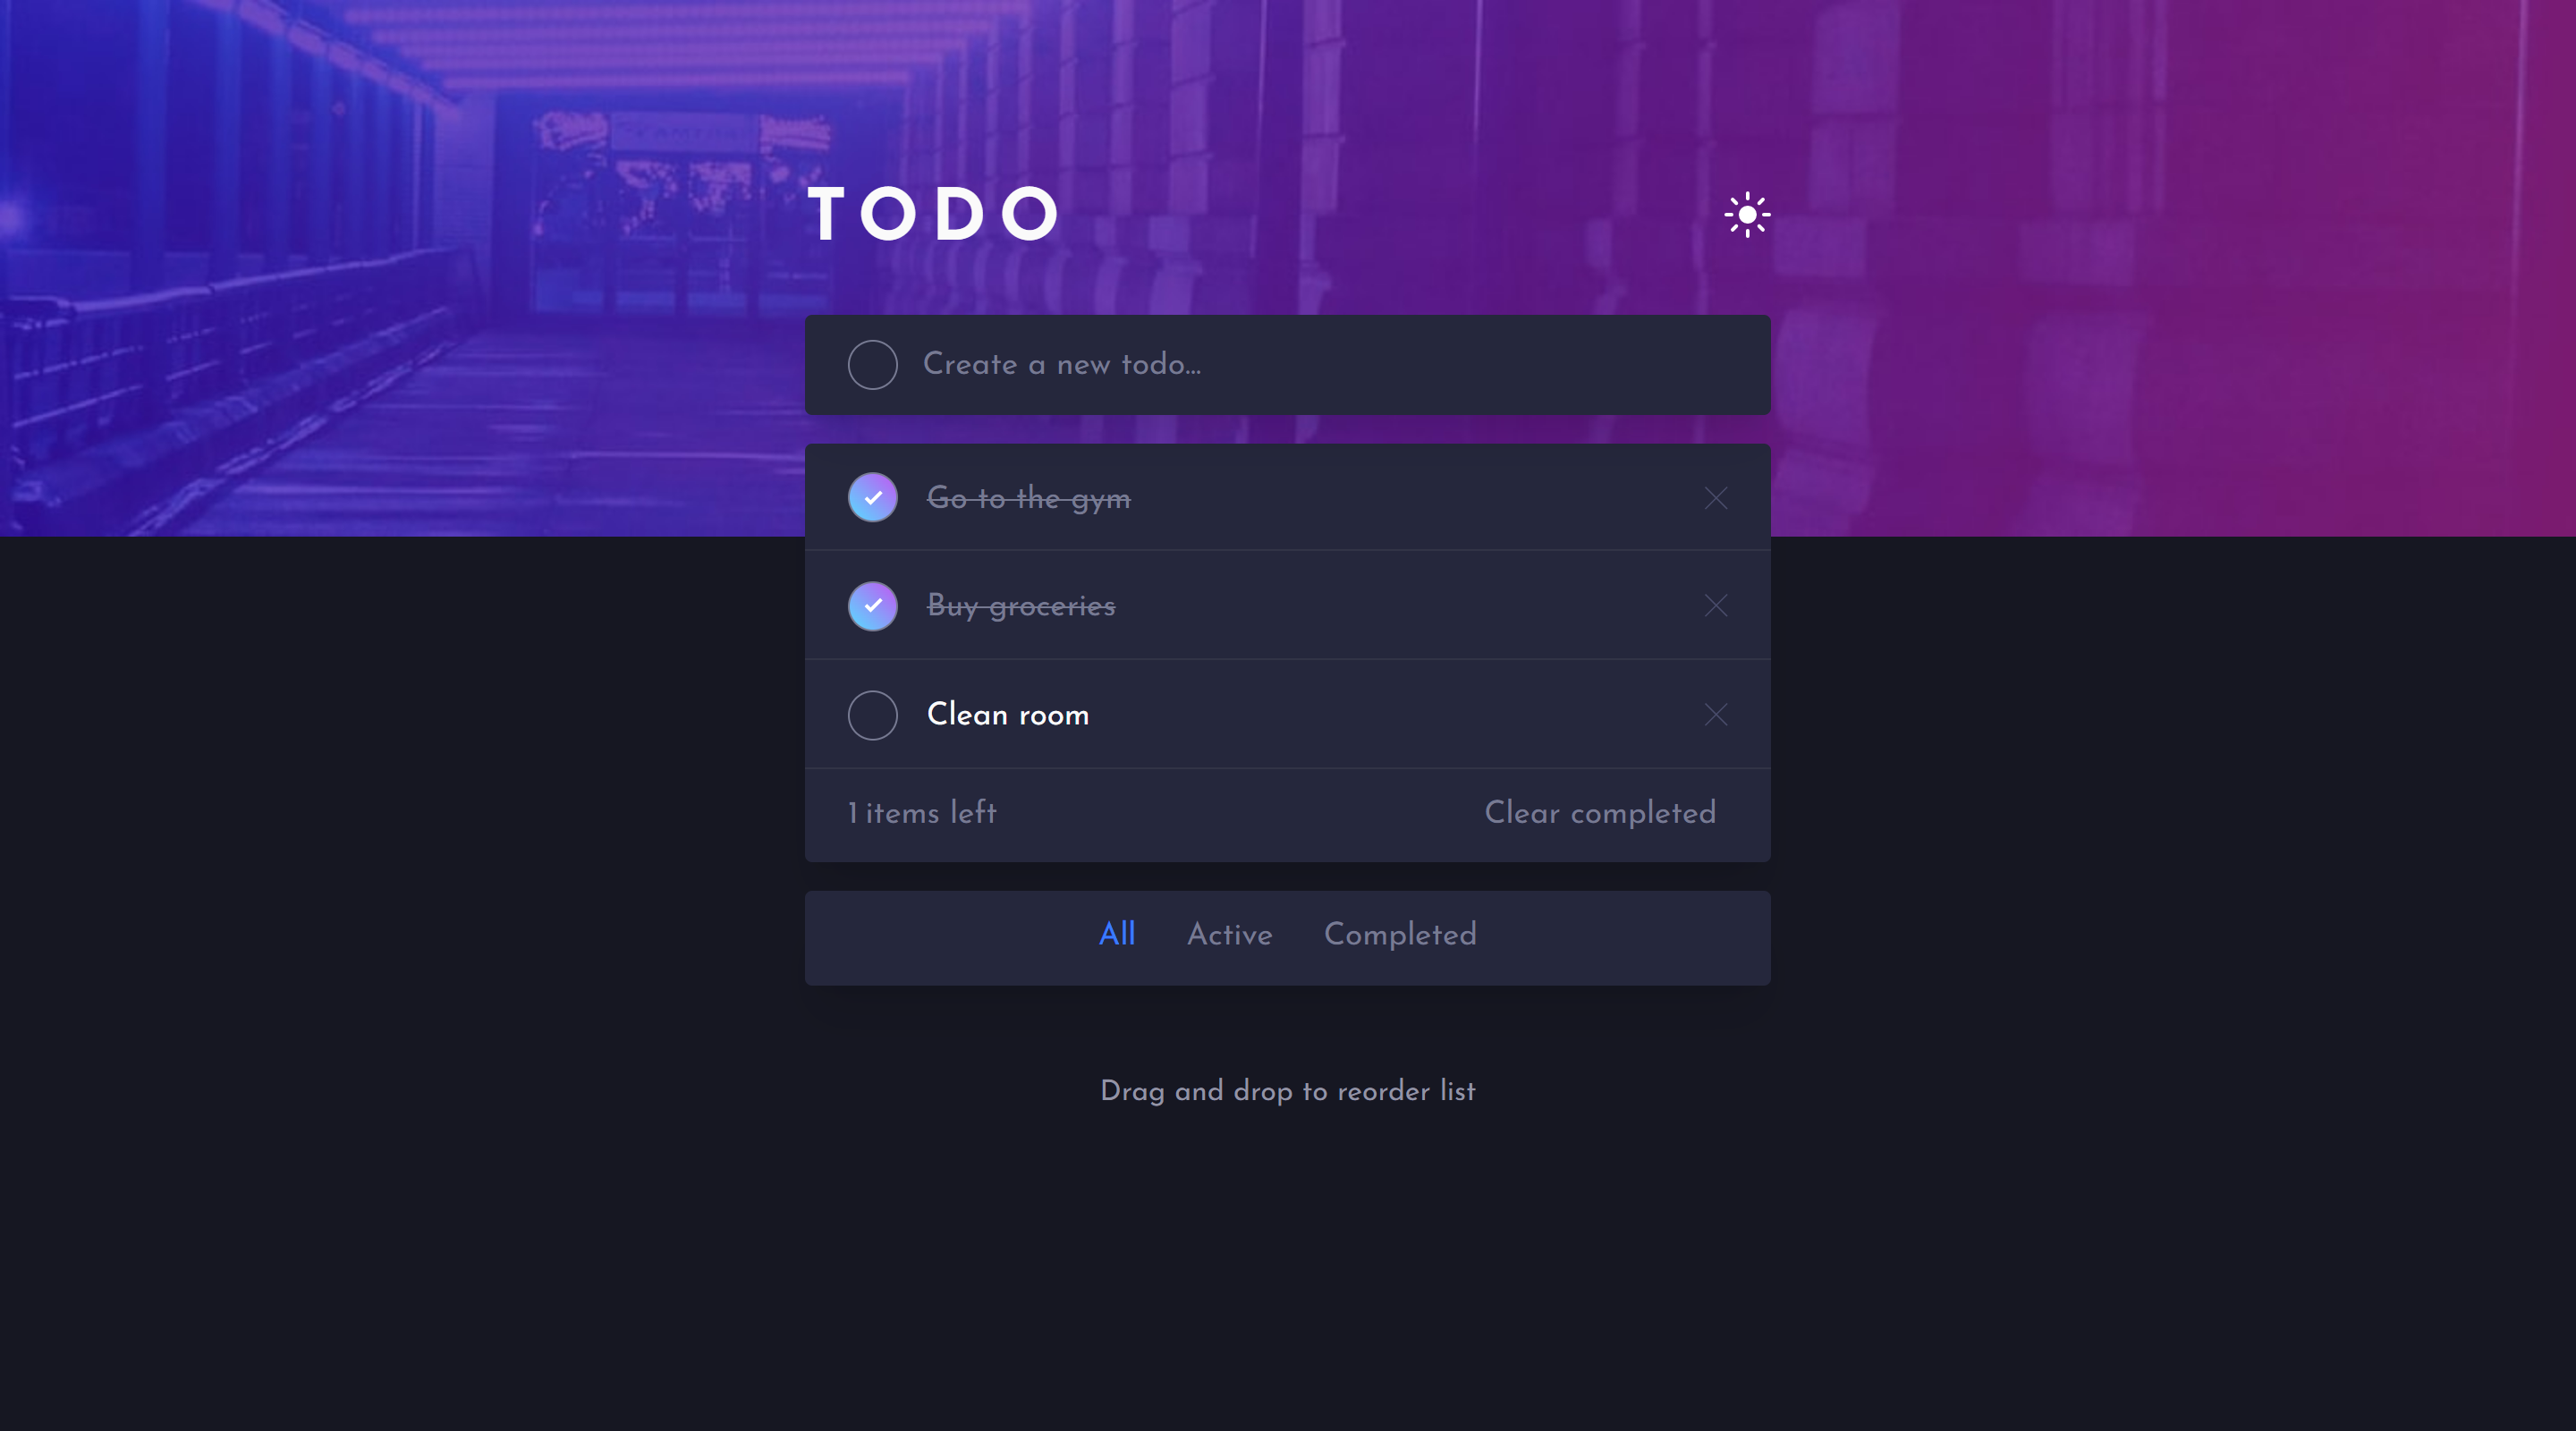 TODO
Create a new todo...
Go to the gym
Buy groceries
Clean room
1 items left Clear completed
All Active Completed
Drag and drop to reorder list